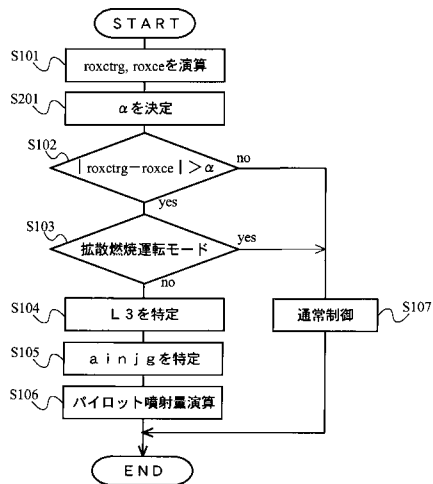 START
S101
roxctrg, roxceを演算
S201
αを決定
S102
|roxctrg-roxce|>α
no
yes
S103
拡散燃焼運転モード
yes
no
S104
L3を特定
通常制御
S107
S105
ainjgを特定
S106
パイロット噴射量演算
END